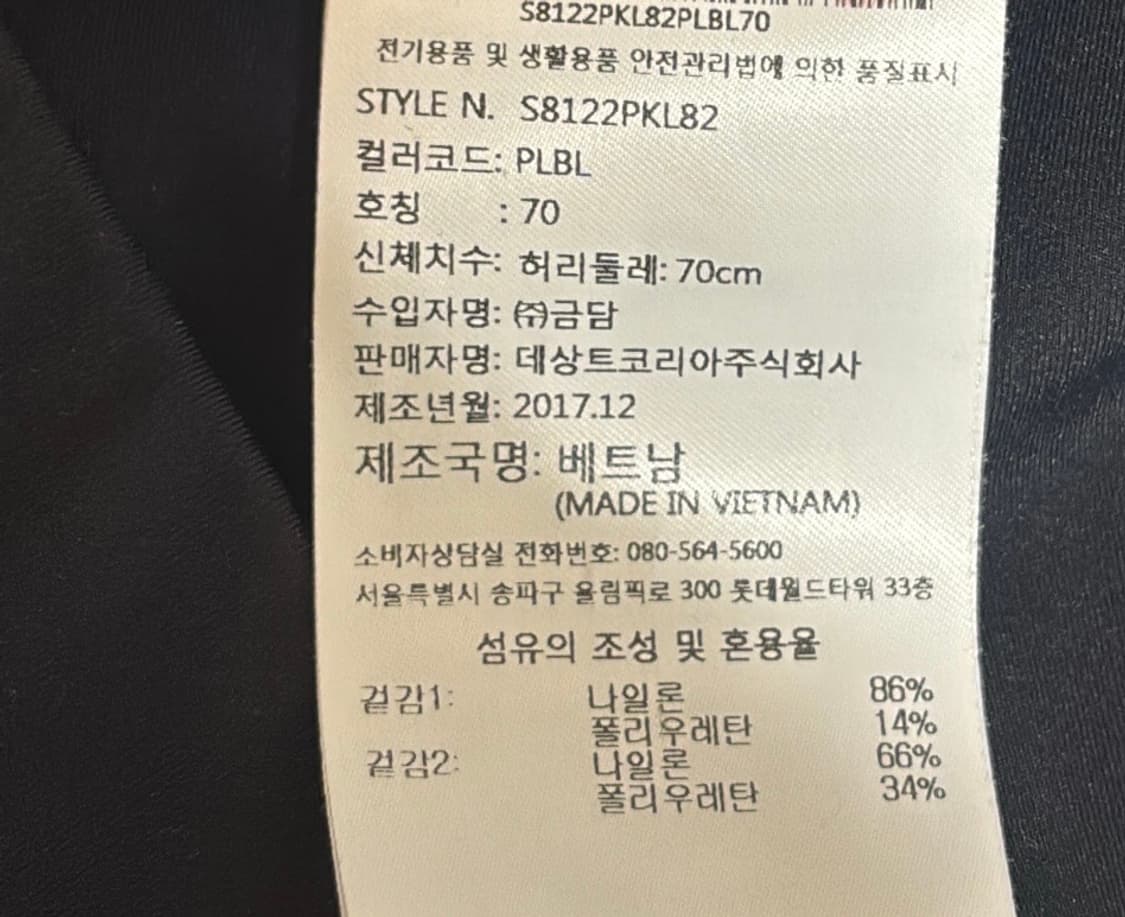 S8122PKL82PLBL70
전기용품 및 생활용품 안전관리법에 의한 품질표시
STYLE N. S8122PKL82
컬러코드: PLBL
호칭 : 70
신체치수: 허리둘레: 70cm
수입자명: ㈜금담
판매자명: 데상트코리아주식회사
제조년월: 2017.12
제조국명: 베트남
(MADE IN VIETNAM)
소비자상담실 전화번호: 080-564-5600
서울특별시 송파구 올림픽로 300 롯데월드타워 33층
섬유의 조성 및 혼용율
겉감1: 나일론 86%
폴리우레탄 14%
겉감2: 나일론 66%
폴리우레탄 34%